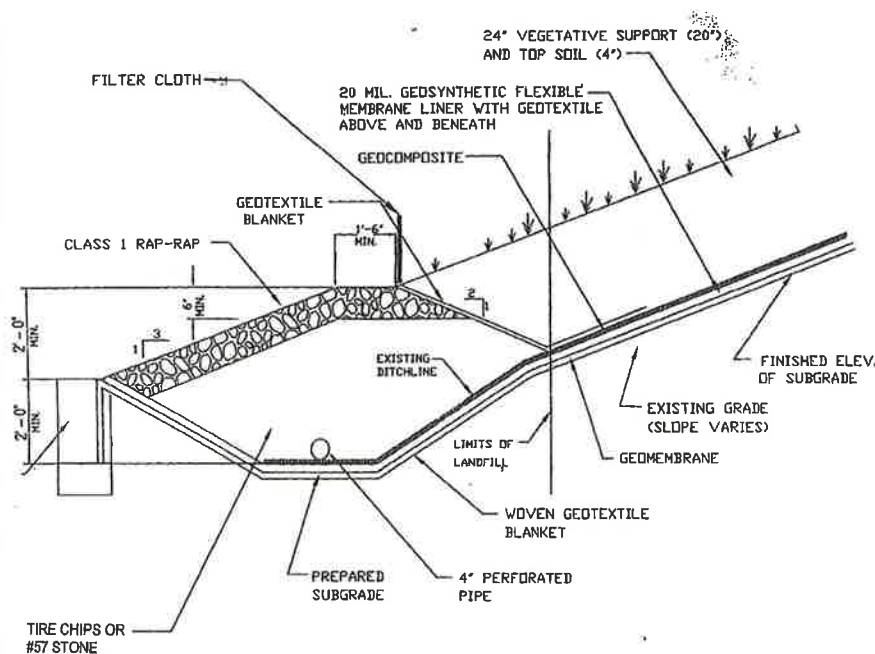 24" VEGETATIVE SUPPORT (20")
AND TOP SOIL (4")
FILTER CLOTH
20 MIL. GEOSYNTHETIC FLEXIBLE
MEMBRANE LINER WITH GEOTEXTILE
ABOVE AND BENEATH
GEOCOMPOSITE
GEOTEXTILE
BLANKET
1'-6"
MIN.
CLASS 1 RAP-RAP
6"
MIN.
2
1
3
1
2'-0"
MIN.
2'-0"
MIN.
EXISTING
DITCHLINE
FINISHED ELEV.
OF SUBGRADE
EXISTING GRADE
(SLOPE VARIES)
LIMITS OF
LANDFILL
GEOMEMBRANE
WOVEN GEOTEXTILE
BLANKET
PREPARED
SUBGRADE
4" PERFORATED
PIPE
TIRE CHIPS OR
#57 STONE